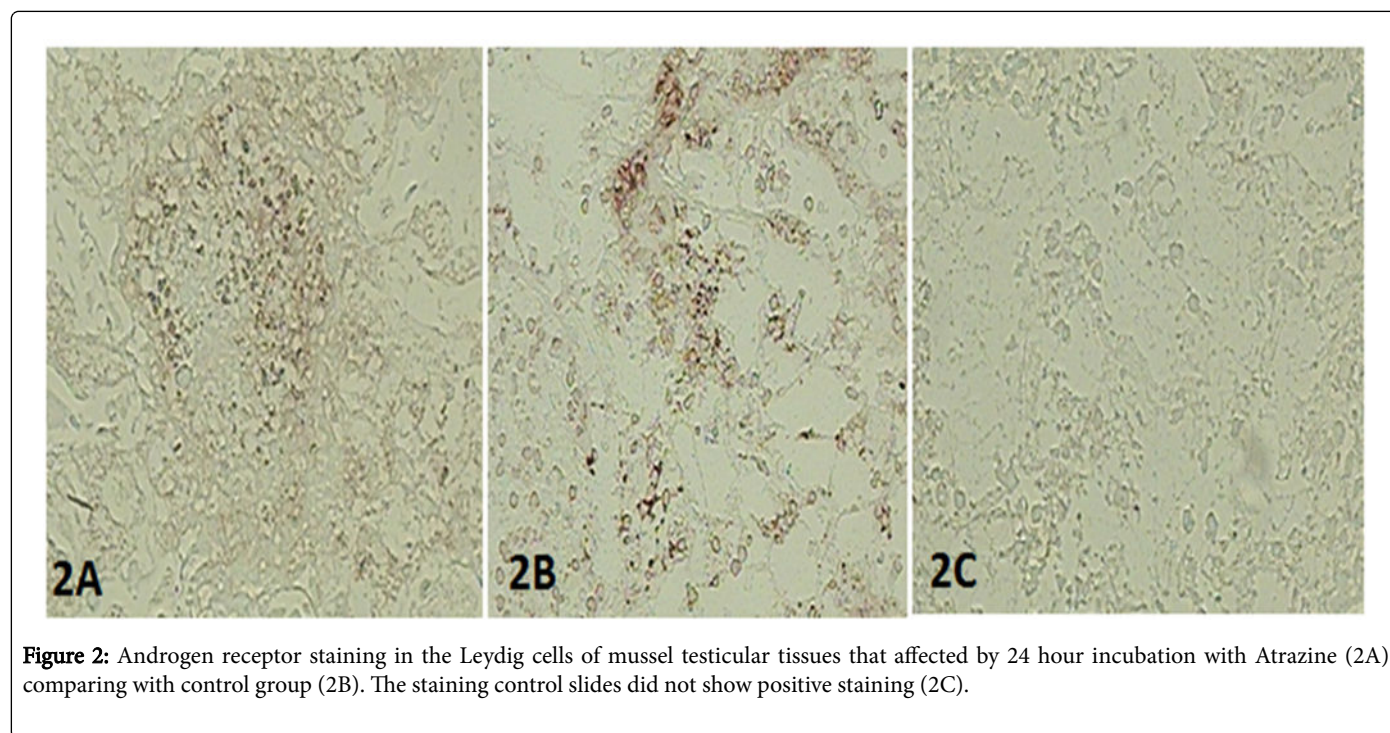 2A
2B
2C
Figure 2: Androgen receptor staining in the Leydig cells of mussel testicular tissues that affected by 24 hour incubation with Atrazine (2A)
comparing with control group (2B). The staining control slides did not show positive staining (2C).